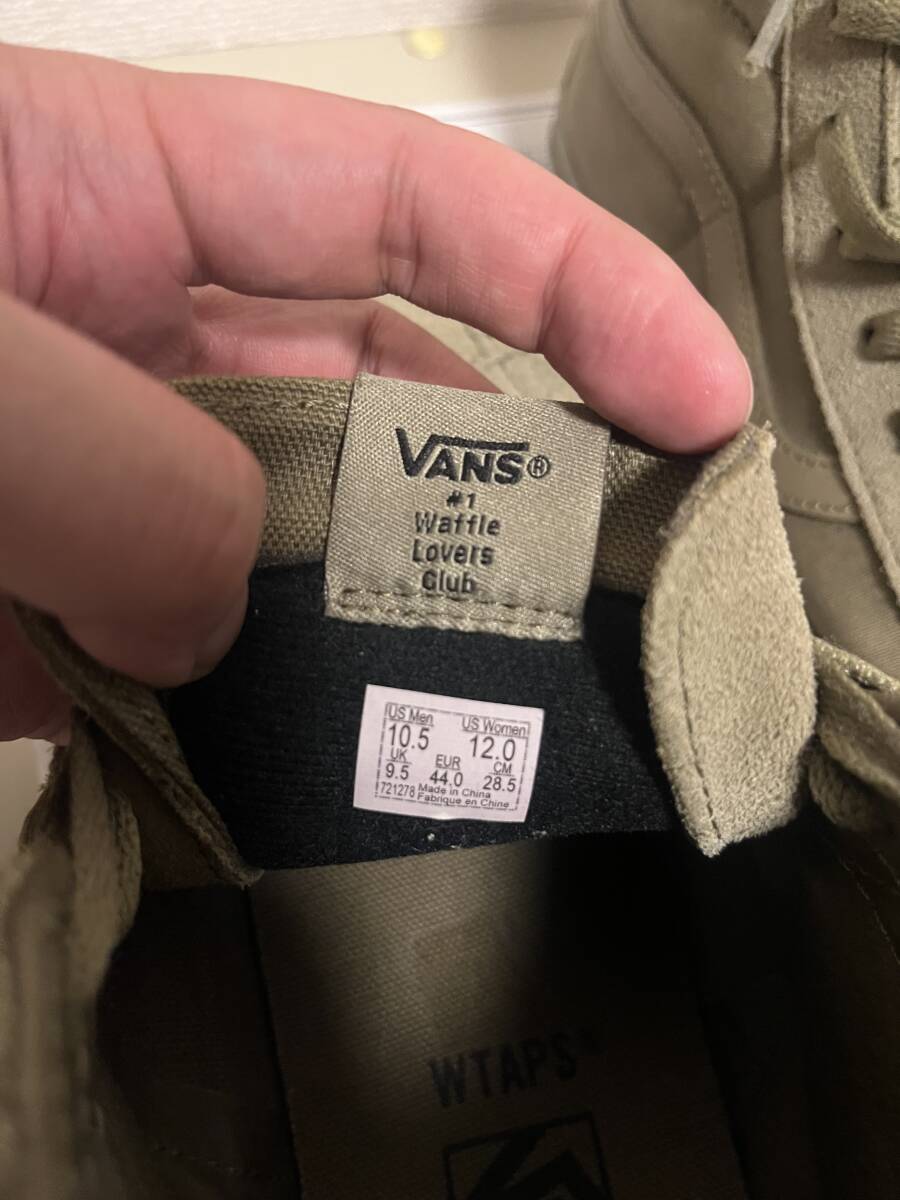 VANS®
#1
Waffle
Lovers
Club
US Men US Women
10.5 12.0
UK EUR CM
9.5 44.0 28.5
721278 Made in China
Fabrique en Chine
WTAPS